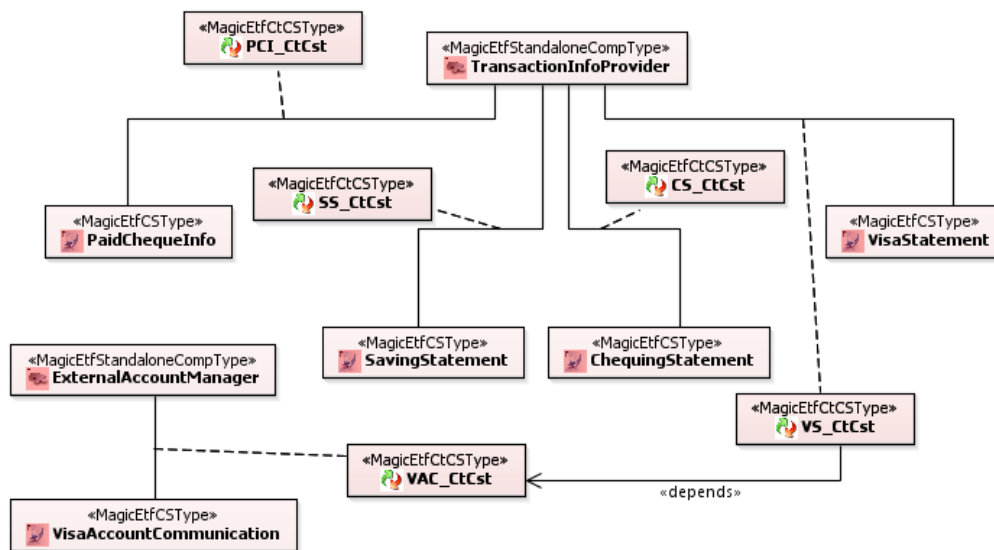 «MagicEtfCtCSType»
PCI_CtCst
«MagicEtfStandaloneCompType»
TransactionInfoProvider
«MagicEtfCtCSType»
SS_CtCst
«MagicEtfCtCSType»
CS_CtCst
«MagicEtfCSType»
PaidChequeInfo
«MagicEtfCSType»
VisaStatement
«MagicEtfCSType»
SavingStatement
«MagicEtfCSType»
ChequingStatement
«MagicEtfStandaloneCompType»
ExternalAccountManager
«MagicEtfCtCSType»
VS_CtCst
«MagicEtfCtCSType»
VAC_CtCst
«depends»
«MagicEtfCSType»
VisaAccountCommunication